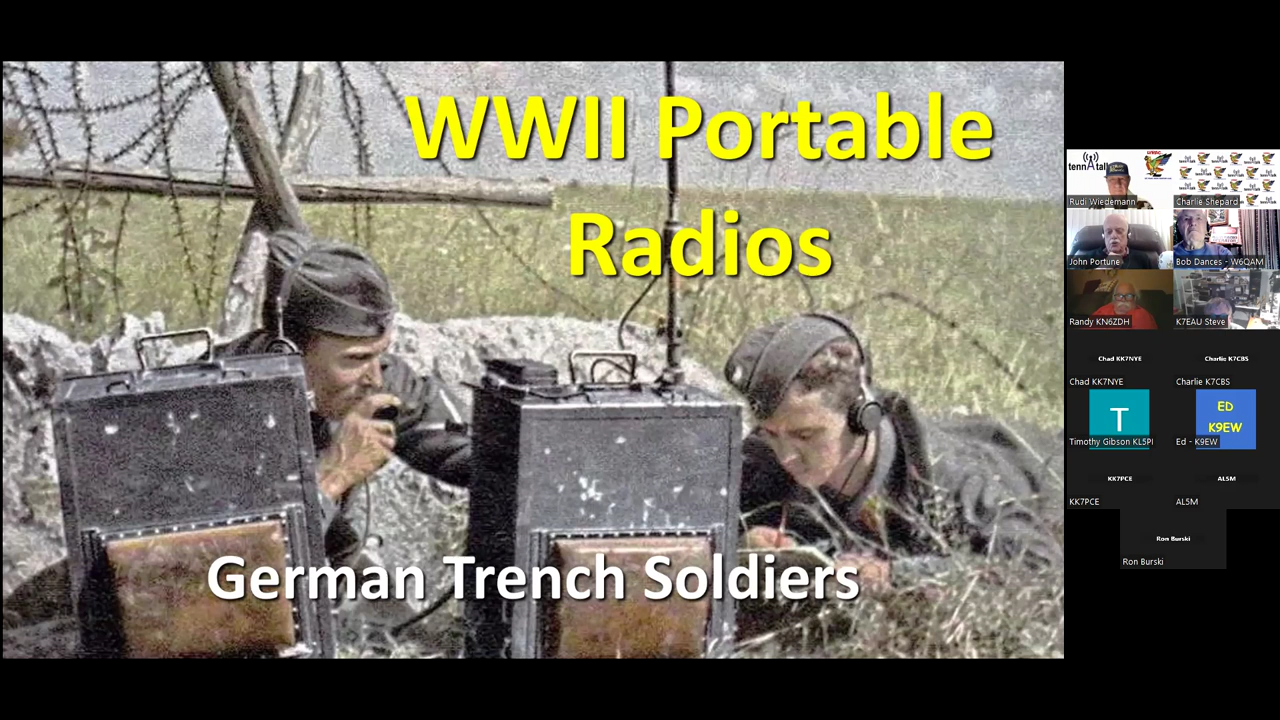 WWII Portable
Radios
German Trench Soldiers
tennAtalk
Rudi Wiedemann
Charlie Shepard
John Portune
Bob Dances - W6QAM
Randy KN6ZDH
K7EAU Steve
Chad KK7NYE
Chad KK7NYE
Charlie K7CBS
Charlie K7CBS
T
Timothy Gibson KL5PI
ED
K9EW
Ed - K9EW
KK7PCE
KK7PCE
AL5M
AL5M
Ron Burski
Ron Burski